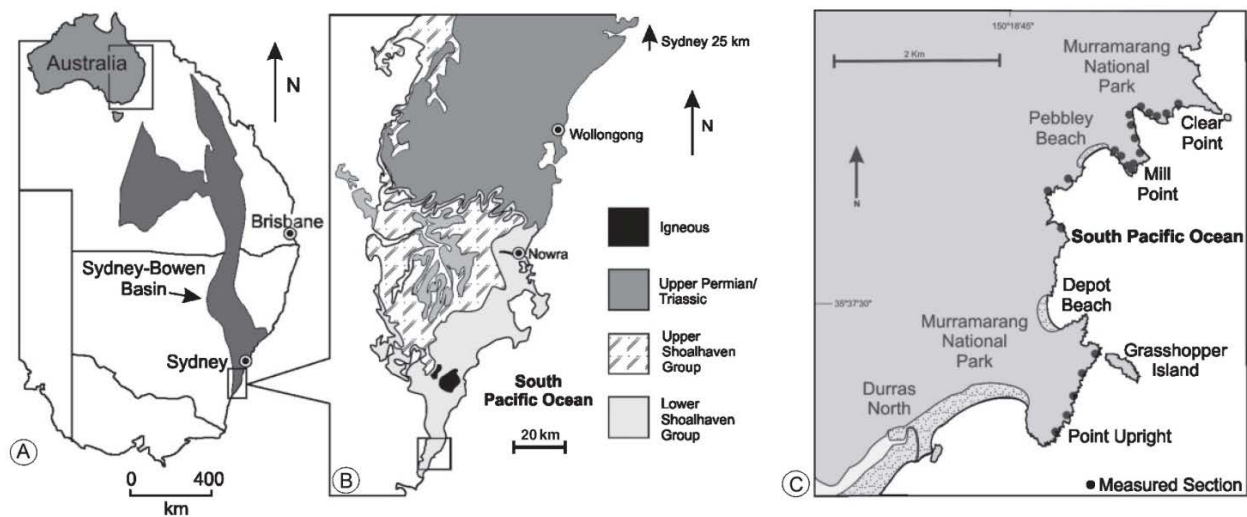 Australia
N
Brisbane
Sydney-Bowen
Basin
Sydney
A
0 400
km
Sydney 25 km
N
Wollongong
Nowra
Igneous
Upper Permian/
Triassic
Upper
Shoalhaven
Group
Lower
Shoalhaven
Group
South
Pacific Ocean
20 km
B
150°18'45"
2 Km
Murramarang
National
Park
Pebbley
Beach
Clear
Point
N
Mill
Point
South Pacific Ocean
Depot
Beach
35°37'30"
Murramarang
National
Park
Grasshopper
Island
Durras
North
Point Upright
C
Measured Section